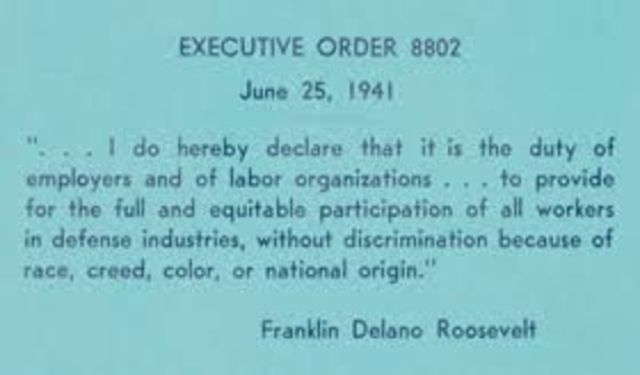 EXECUTIVE ORDER 8802
June 25, 1941
". . . I do hereby declare that it is the duty of
employers and of labor organizations . . . to provide
for the full and equitable participation of all workers
in defense industries, without discrimination because of
race, creed, color, or national origin."
Franklin Delano Roosevelt